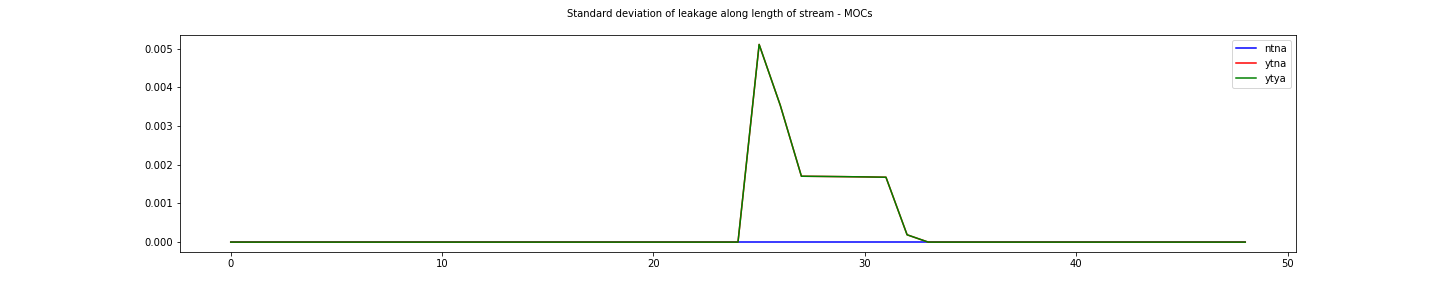 Standard deviation of leakage along length of stream - MOCs
ntna
ytna
ytya
0.005
0.004
0.003
0.002
0.001
0.000
0 10 20 30 40 50